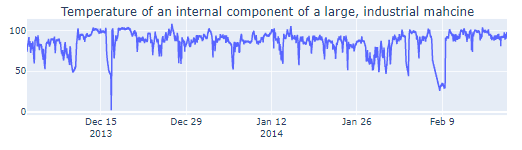 Temperature of an internal component of a large, industrial mahcine
100
50
0
Dec 15
2013
Dec 29
Jan 12
2014
Jan 26
Feb 9